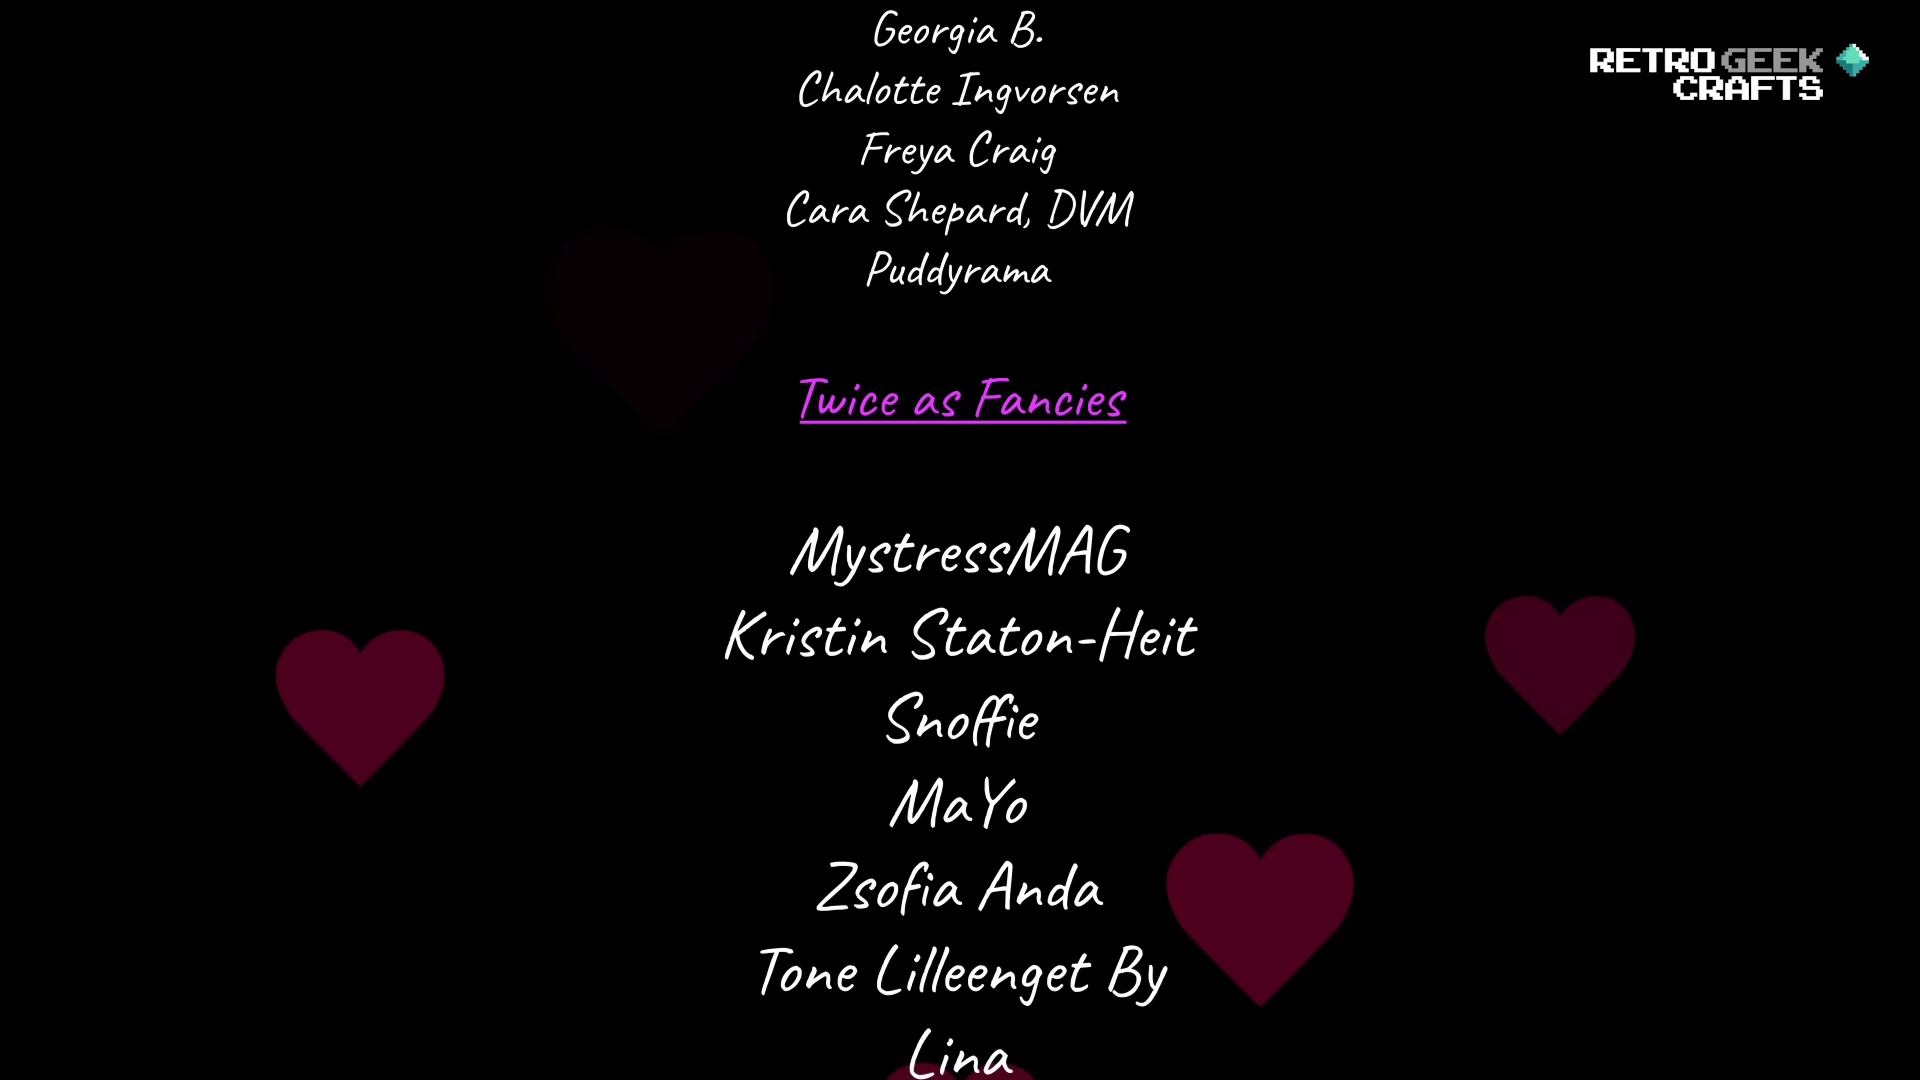 Georgia B.
RETRO GEEK
CRAFTS
Chalotte Ingvorsen
Freya Craig
Cara Shepard, DVM
Puddyrama
Twice as Fancies
MystressMAG
Kristin Staton-Heit
Snoffie
MaYo
Zsofia Anda
Tone Lilleenget By
Lina